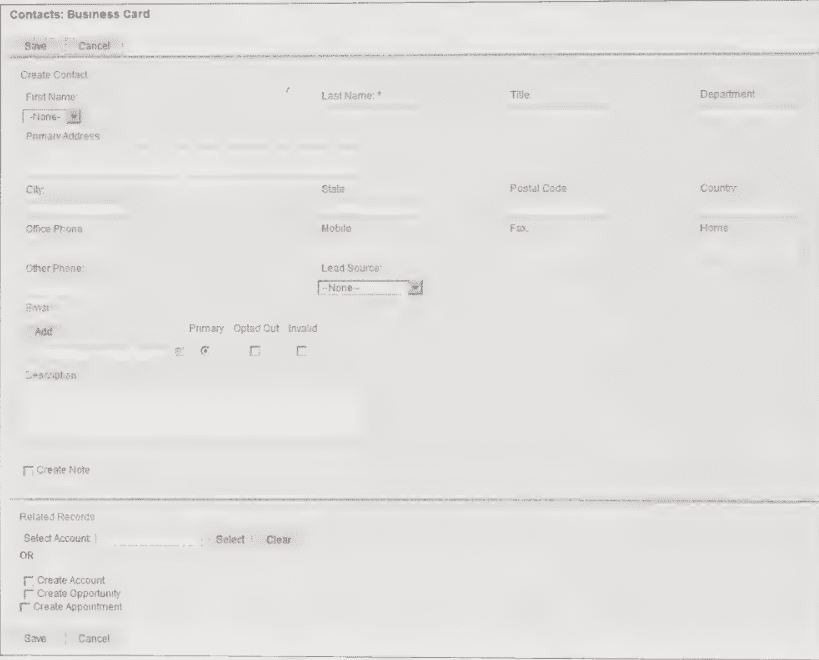 Contacts: Business Card
Save Cancel
Create Contact
First Name: Last Name: * Title: Department:
-None-
Primary Address
City: State Postal Code Country:
Office Phone Mobile Fax: Home
Other Phone: Lead Source:
--None--
Email:
Add Primary Opted Out Invalid
Description
Create Note
Related Records
Select Account: Select Clear
OR
Create Account
Create Opportunity
Create Appointment
Save Cancel